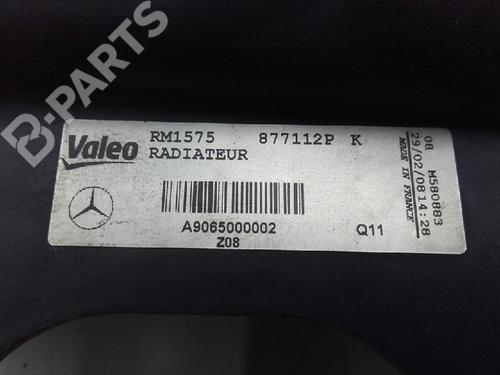 B-PARTS
Valeo
RM1575 877112P K
RADIATEUR
A9065000002
Z08
Q11
08 M580883
29/02/08 14:28
MADE IN FRANCE